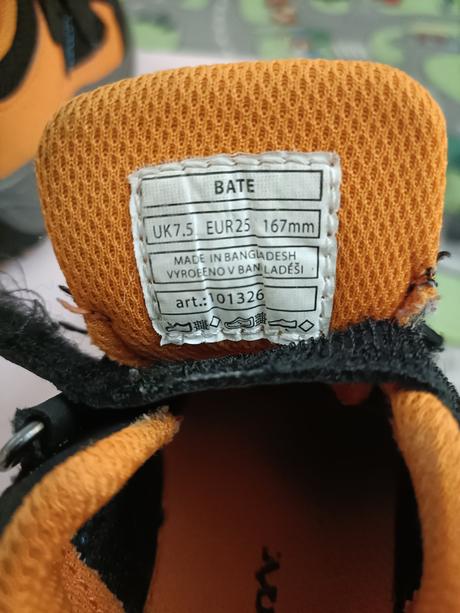 BATE
UK7.5 EUR25 167mm
MADE IN BANGLADESH
VYROBENO V BANGLADÉŠI
art.:101326